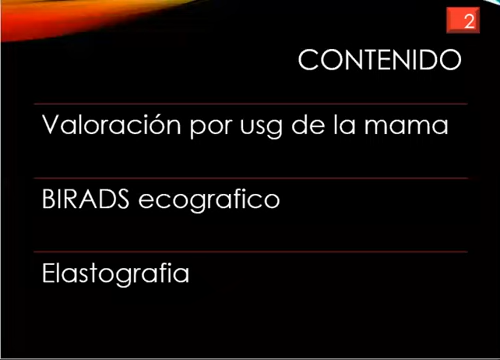 2
CONTENIDO
Valoración por usg de la mama
BIRADS ecografico
Elastografia